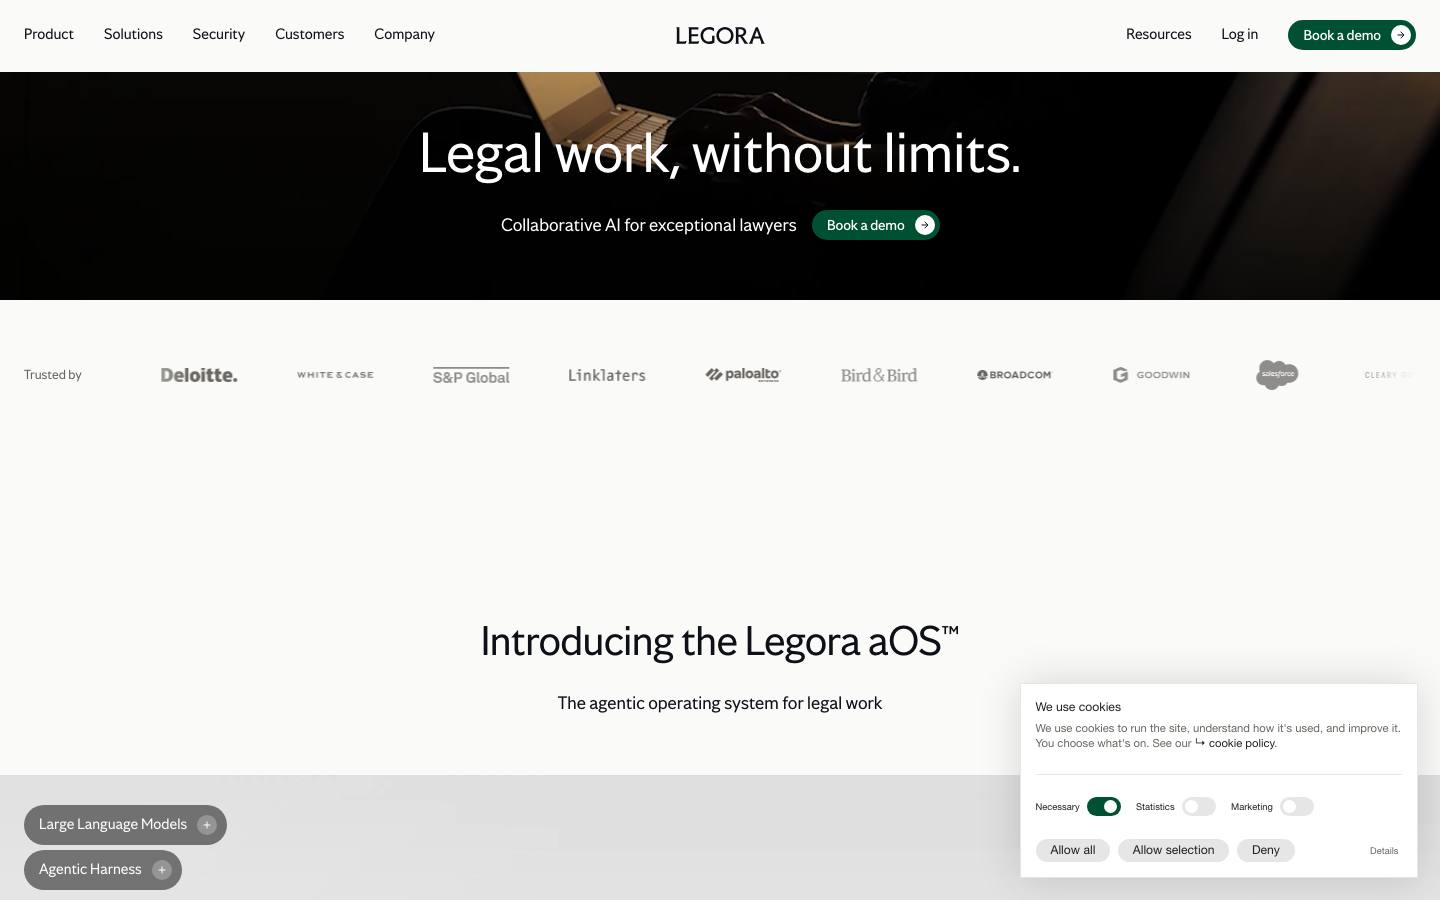 Product
Solutions
Security
Customers
Company
LEGORA
Resources
Log in
Book a demo
Legal work, without limits.
Collaborative AI for exceptional lawyers
Book a demo
Trusted by
Deloitte.
WHITE & CASE
S&P Global
Linklaters
paloalto
Bird & Bird
BROADCOM
GOODWIN
salesforce
CLEARY
Introducing the Legora aOS™
The agentic operating system for legal work
Large Language Models
Agentic Harness
We use cookies
We use cookies to run the site, understand how it's used, and improve it.
You choose what's on. See our ↳ cookie policy.
Necessary
Statistics
Marketing
Allow all
Allow selection
Deny
Details